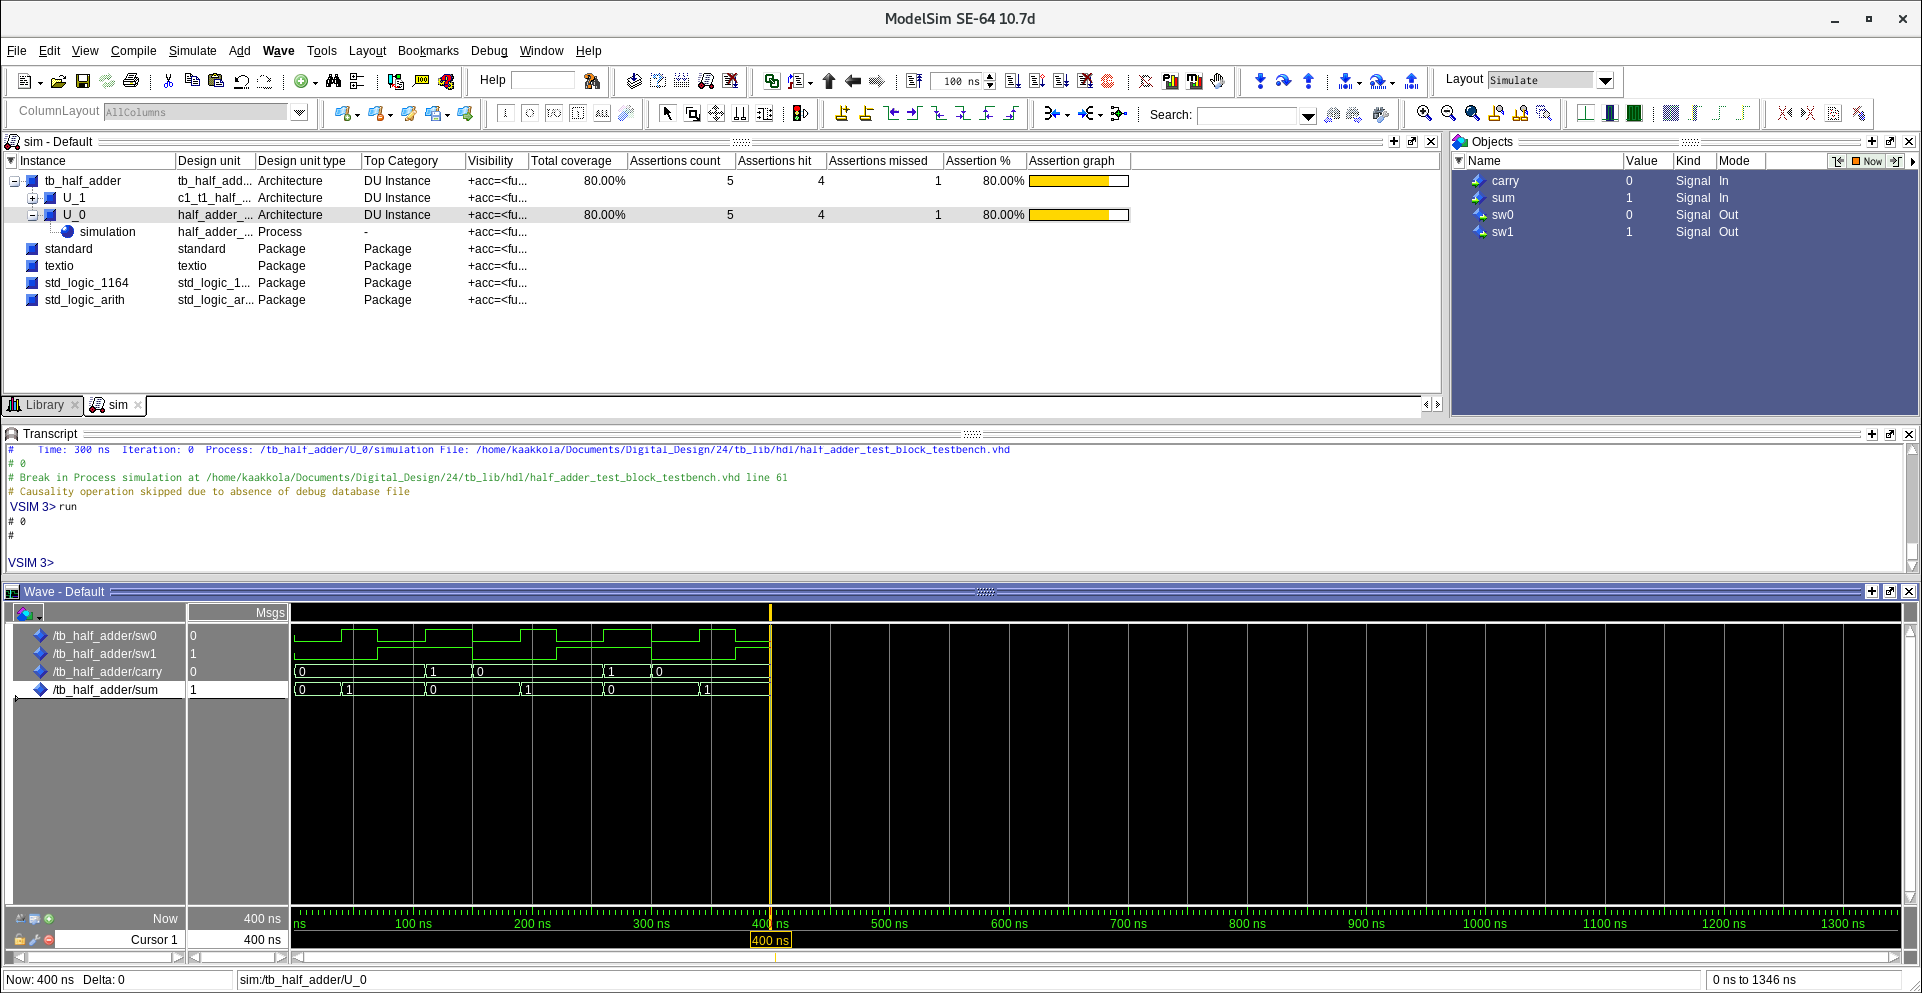 ModelSim SE-64 10.7d
File Edit View Compile Simulate Add Wave Tools Layout Bookmarks Debug Window Help
Help 100 ns Layout Simulate
ColumnLayout AllColumns Search:
sim - Default
Instance Design unit Design unit type Top Category Visibility Total coverage Assertions count Assertions hit Assertions missed Assertion % Assertion graph
tb_half_adder tb_half_add... Architecture DU Instance +acc=<fu... 80.00% 5 4 1 80.00%
U_1 c1_t1_half_... Architecture DU Instance +acc=<fu...
U_0 half_adder_... Architecture DU Instance +acc=<fu... 80.00% 5 4 1 80.00%
simulation half_adder_... Process - +acc=<fu...
standard standard Package Package +acc=<fu...
textio textio Package Package +acc=<fu...
std_logic_1164 std_logic_1... Package Package +acc=<fu...
std_logic_arith std_logic_ar... Package Package +acc=<fu...
Library sim
Objects
Name Value Kind Mode Now
carry 0 Signal In
sum 1 Signal In
sw0 0 Signal Out
sw1 1 Signal Out
Transcript
# Time: 300 ns Iteration: 0 Process: /tb_half_adder/U_0/simulation File: /home/kaakkola/Documents/Digital_Design/24/tb_lib/hdl/half_adder_test_block_testbench.vhd
# 0
# Break in Process simulation at /home/kaakkola/Documents/Digital_Design/24/tb_lib/hdl/half_adder_test_block_testbench.vhd line 61
# Causality operation skipped due to absence of debug database file
VSIM 3> run
# 0
#
VSIM 3>
Wave - Default
Msgs
/tb_half_adder/sw0 0
/tb_half_adder/sw1 1
/tb_half_adder/carry 0 0 1 0 1 0
/tb_half_adder/sum 1 0 1 0 1 0 1
Now 400 ns ns 100 ns 200 ns 300 ns 400 ns 500 ns 600 ns 700 ns 800 ns 900 ns 1000 ns 1100 ns 1200 ns 1300 ns
Cursor 1 400 ns 400 ns
Now: 400 ns Delta: 0 sim:/tb_half_adder/U_0 0 ns to 1346 ns